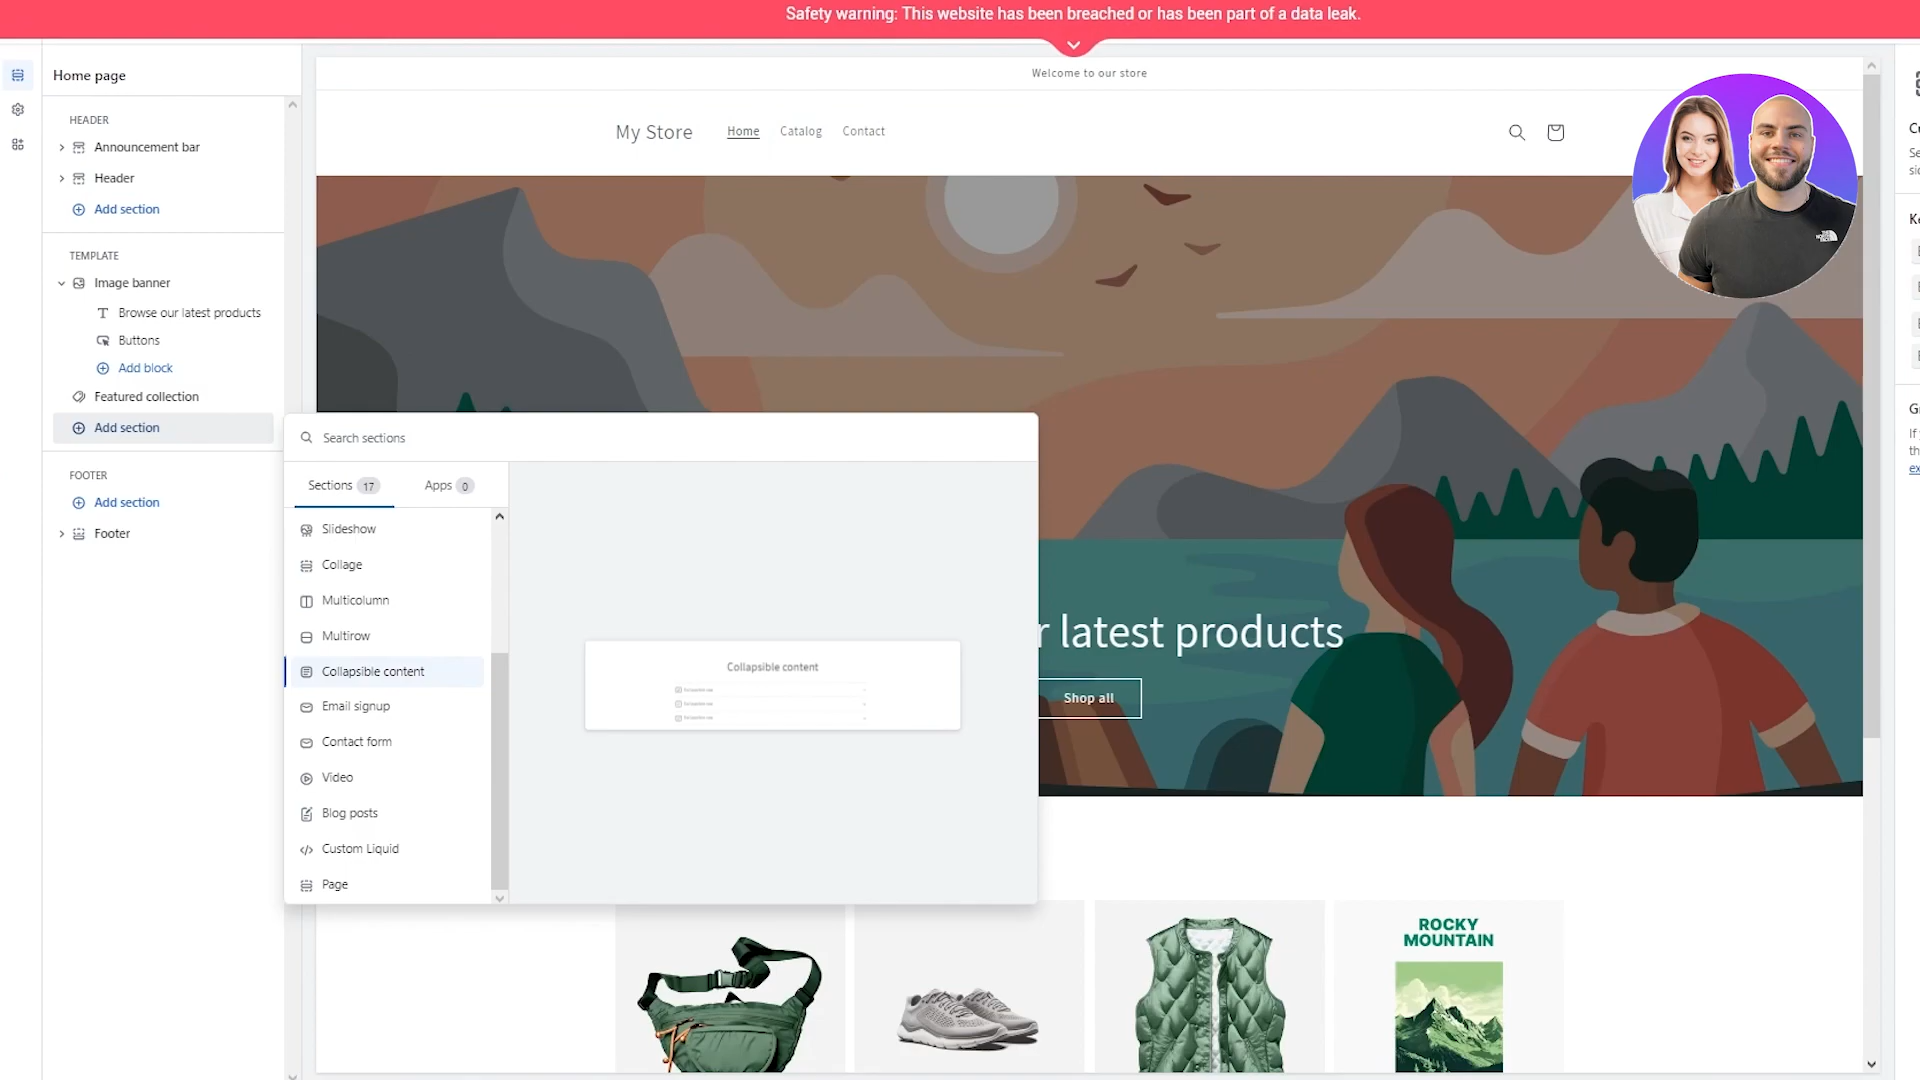 Safety warning: This website has been breached or has been part of a data leak.
Home page
HEADER
Announcement bar
Header
Add section
TEMPLATE
Image banner
Browse our latest products
Buttons
Add block
Featured collection
Add section
FOOTER
Add section
Footer
Search sections
Sections 17
Apps 0
Slideshow
Collage
Multicolumn
Multirow
Collapsible content
Email signup
Contact form
Video
Blog posts
Custom Liquid
Page
Collapsible content
Welcome to our store
My Store
Home
Catalog
Contact
THE NORTH FACE
latest products
Shop all
ROCKY
MOUNTAIN